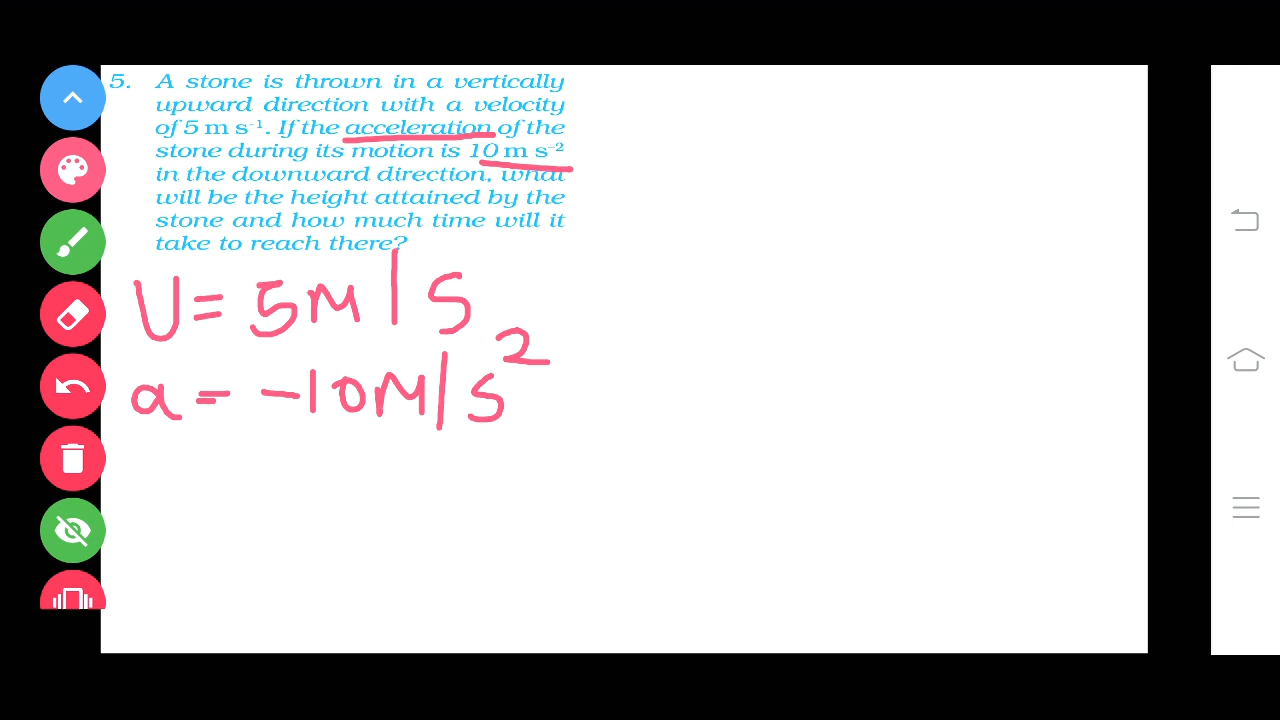 5. A stone is thrown in a vertically
upward direction with a velocity
of 5 m s⁻¹. If the acceleration of the
stone during its motion is 10 m s⁻²
in the downward direction, what
will be the height attained by the
stone and how much time will it
take to reach there?
U = 5M/S
a = -10M/S²